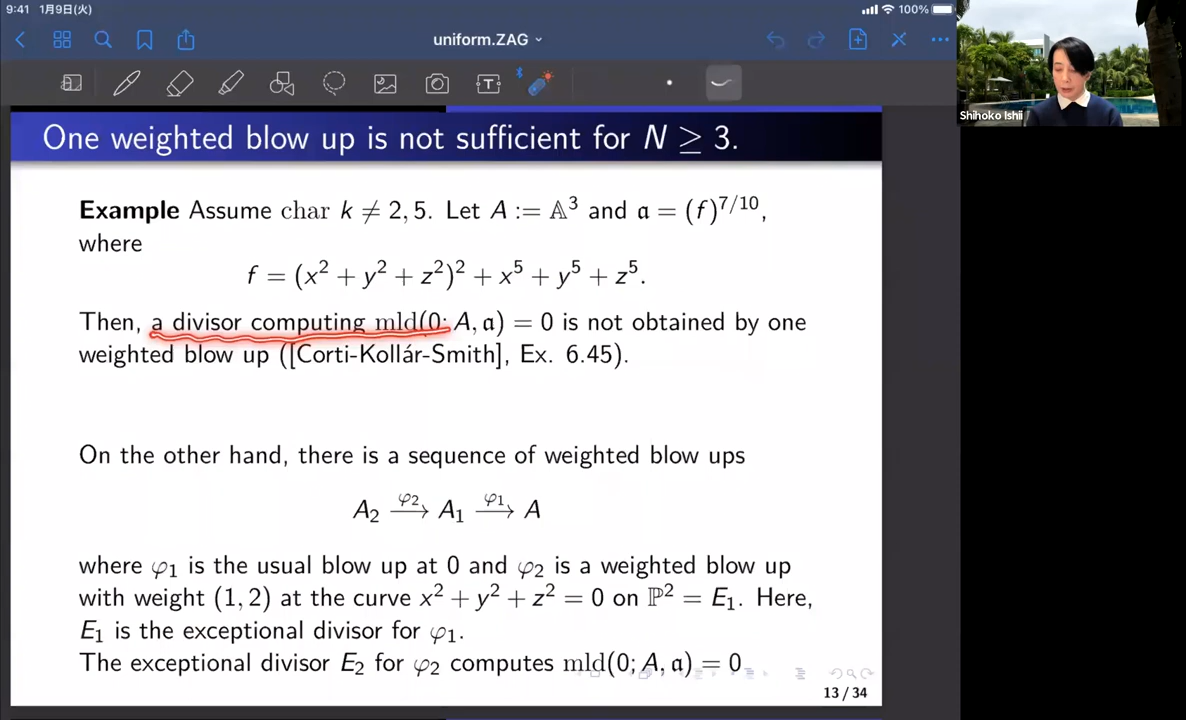 9:41 1月9日(火)
100%
uniform.ZAG
T
Shihoko Ishii
One weighted blow up is not sufficient for N ≥ 3.
Example Assume char k ≠ 2, 5. Let A := 𝔸³ and 𝔞 = (f)^{7/10},
where
f = (x² + y² + z²)² + x⁵ + y⁵ + z⁵.
Then, a divisor computing mld(0; A, 𝔞) = 0 is not obtained by one
weighted blow up ([Corti-Kollár-Smith], Ex. 6.45).
On the other hand, there is a sequence of weighted blow ups
A₂ —φ₂→ A₁ —φ₁→ A
where φ₁ is the usual blow up at 0 and φ₂ is a weighted blow up
with weight (1, 2) at the curve x² + y² + z² = 0 on ℙ² = E₁. Here,
E₁ is the exceptional divisor for φ₁.
The exceptional divisor E₂ for φ₂ computes mld(0; A, 𝔞) = 0
13 / 34